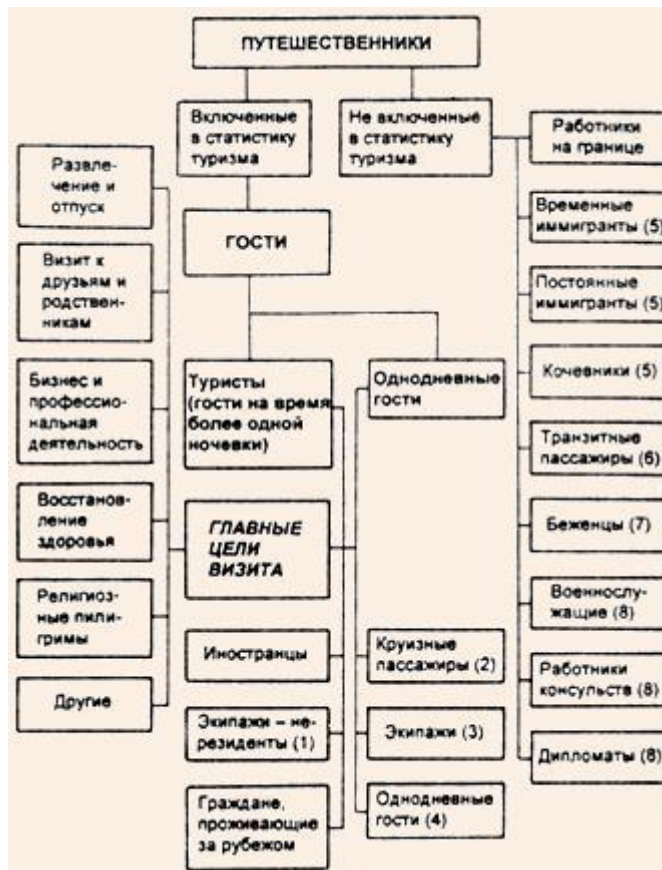 ПУТЕШЕСТВЕННИКИ
Включенные
в статистику
туризма
Не включенные
в статистику
туризма
Работники
на границе
Развле-
чение и
отпуск
Временные
иммигранты (5)
ГОСТИ
Визит к
друзьям и
родствен-
никам
Постоянные
иммигранты (5)
Бизнес и
профессио-
нальная
деятельность
Туристы
(гости на время
более одной
ночевки)
Однодневные
гости
Кочевники (5)
Транзитные
пассажиры (6)
Восстанов-
ление
здоровья
ГЛАВНЫЕ
ЦЕЛИ
ВИЗИТА
Беженцы (7)
Военнослу-
жащие (8)
Религиоз-
ные пили-
гримы
Иностранцы
Круизные
пассажиры (2)
Работники
консульств (8)
Другие
Экипажи – не-
резиденты (1)
Экипажи (3)
Дипломаты (8)
Граждане,
проживающие
за рубежом
Однодневные
гости (4)